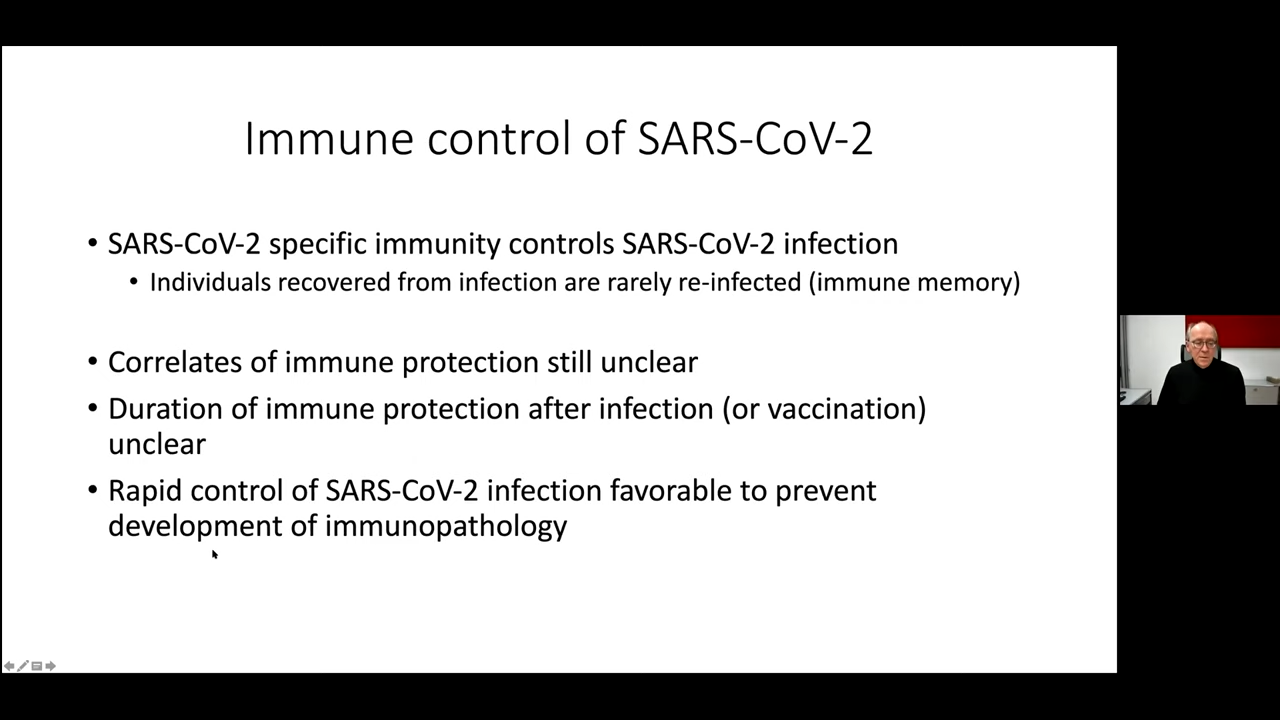 Immune control of SARS-CoV-2
• SARS-CoV-2 specific immunity controls SARS-CoV-2 infection
• Individuals recovered from infection are rarely re-infected (immune memory)
• Correlates of immune protection still unclear
• Duration of immune protection after infection (or vaccination)
unclear
• Rapid control of SARS-CoV-2 infection favorable to prevent
development of immunopathology